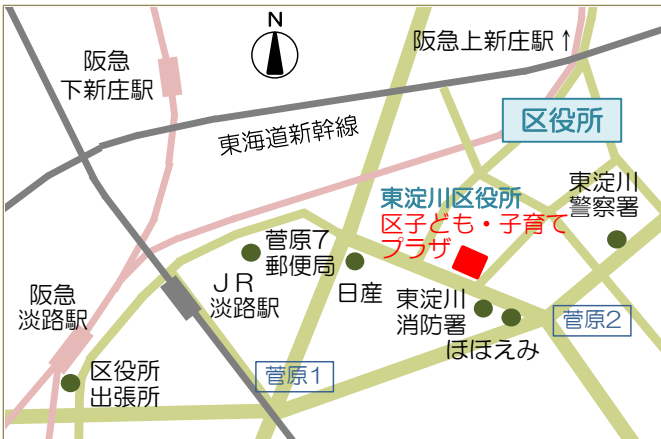 N
阪急上新庄駅↑
阪急
下新庄駅
区役所
東海道新幹線
東淀川
警察署
東淀川区役所
区子ども・子育て
プラザ
菅原7
郵便局
JR
淡路駅
日産
阪急
淡路駅
東淀川
消防署
ほほえみ
菅原2
菅原1
区役所
出張所